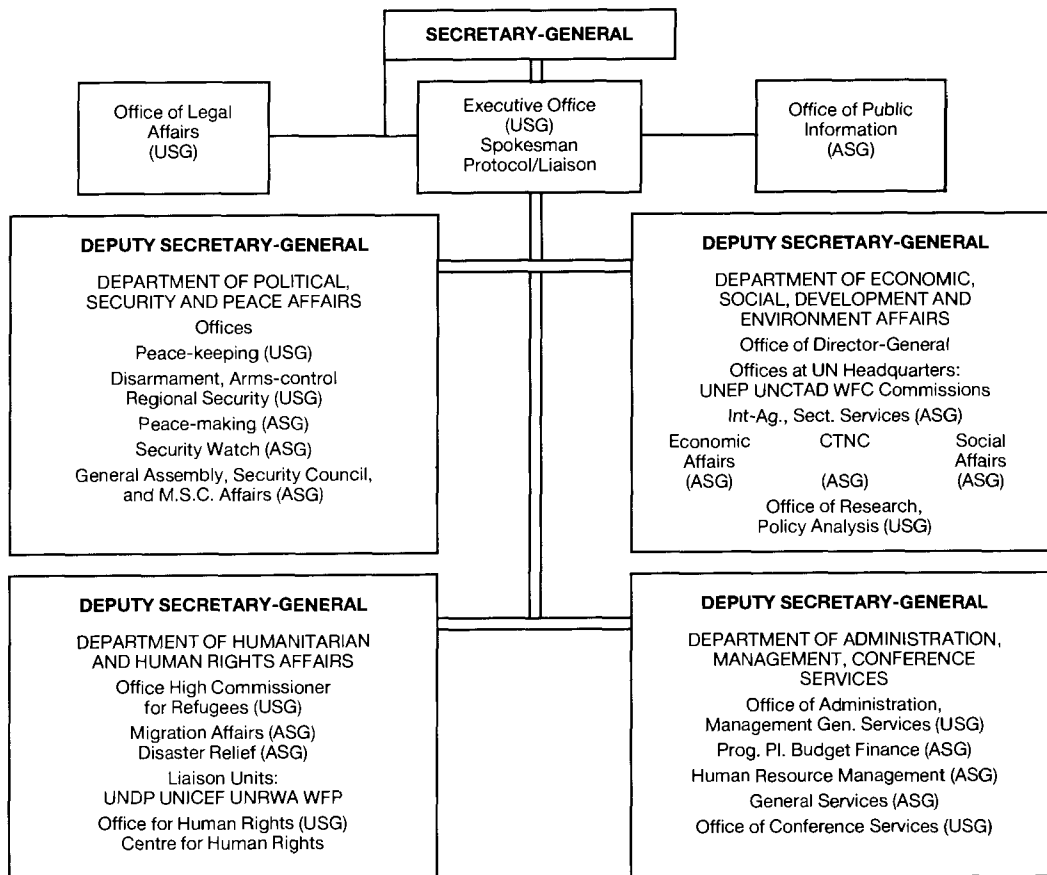 SECRETARY-GENERAL
Office of Legal
Affairs
(USG)
Executive Office
(USG)
Spokesman
Protocol/Liaison
Office of Public
Information
(ASG)
DEPUTY SECRETARY-GENERAL
DEPARTMENT OF POLITICAL,
SECURITY AND PEACE AFFAIRS
Offices
Peace-keeping (USG)
Disarmament, Arms-control
Regional Security (USG)
Peace-making (ASG)
Security Watch (ASG)
General Assembly, Security Council,
and M.S.C. Affairs (ASG)
DEPUTY SECRETARY-GENERAL
DEPARTMENT OF ECONOMIC,
SOCIAL, DEVELOPMENT AND
ENVIRONMENT AFFAIRS
Office of Director-General
Offices at UN Headquarters:
UNEP UNCTAD WFC Commissions
Int-Ag., Sect. Services (ASG)
Economic CTNC Social
Affairs Affairs
(ASG) (ASG) (ASG)
Office of Research,
Policy Analysis (USG)
DEPUTY SECRETARY-GENERAL
DEPARTMENT OF HUMANITARIAN
AND HUMAN RIGHTS AFFAIRS
Office High Commissioner
for Refugees (USG)
Migration Affairs (ASG)
Disaster Relief (ASG)
Liaison Units:
UNDP UNICEF UNRWA WFP
Office for Human Rights (USG)
Centre for Human Rights
DEPUTY SECRETARY-GENERAL
DEPARTMENT OF ADMINISTRATION,
MANAGEMENT, CONFERENCE
SERVICES
Office of Administration,
Management Gen. Services (USG)
Prog. Pl. Budget Finance (ASG)
Human Resource Management (ASG)
General Services (ASG)
Office of Conference Services (USG)